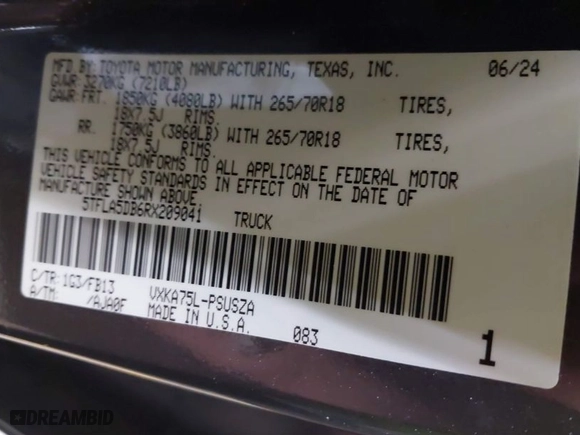 MFD BY: TOYOTA MOTOR MANUFACTURING, TEXAS, INC. 06/24
GVWR: 3270KG (7210LB)
GAWR: FRT. 1850KG (4080LB) WITH 265/70R18 TIRES,
18X7.5J RIMS.
RR. 1750KG (3860LB) WITH 265/70R18 TIRES,
18X7.5J RIMS.
THIS VEHICLE CONFORMS TO ALL APPLICABLE FEDERAL MOTOR
VEHICLE SAFETY STANDARDS IN EFFECT ON THE DATE OF
MANUFACTURE SHOWN ABOVE.
5TFLA5DB6RX209041 TRUCK
C/TR: 1G3/FB13 VXKA75L-PSUSZA
A/TM: /AJA0F MADE IN U.S.A. 083 1
DREAMBID